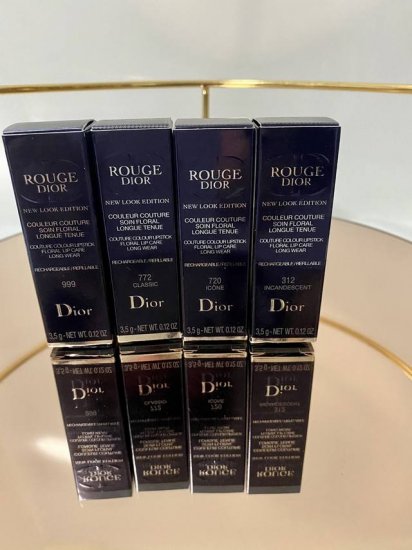 ROUGE
DIOR
NEW LOOK EDITION
COULEUR COUTURE
SOIN FLORAL
LONGUE TENUE
COUTURE COLOUR LIPSTICK
FLORAL LIP CARE
LONG WEAR
RECHARGEABLE/REFILLABLE
999
Dior
3,5 g - NET WT. 0.12 OZ
ROUGE
DIOR
NEW LOOK EDITION
COULEUR COUTURE
SOIN FLORAL
LONGUE TENUE
COUTURE COLOUR LIPSTICK
FLORAL LIP CARE
LONG WEAR
RECHARGEABLE/REFILLABLE
772
CLASSIC
Dior
3,5 g - NET WT. 0.12 OZ
ROUGE
DIOR
NEW LOOK EDITION
COULEUR COUTURE
SOIN FLORAL
LONGUE TENUE
COUTURE COLOUR LIPSTICK
FLORAL LIP CARE
LONG WEAR
RECHARGEABLE/REFILLABLE
720
ICÔNE
Dior
3,5 g - NET WT. 0.12 OZ
ROUGE
DIOR
NEW LOOK EDITION
COULEUR COUTURE
SOIN FLORAL
LONGUE TENUE
COUTURE COLOUR LIPSTICK
FLORAL LIP CARE
LONG WEAR
RECHARGEABLE/REFILLABLE
312
INCANDESCENT
Dior
3,5 g - NET WT. 0.12 OZ